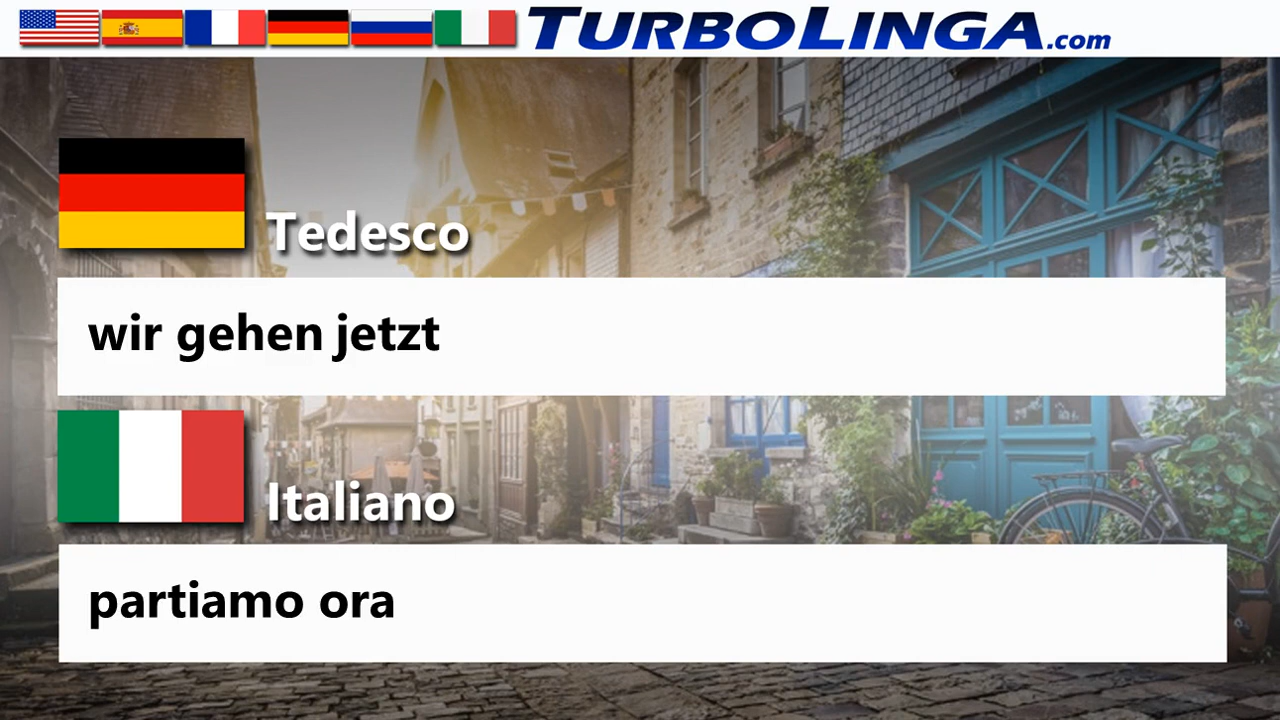 TURBOLINGA.com
Tedesco
wir gehen jetzt
Italiano
partiamo ora